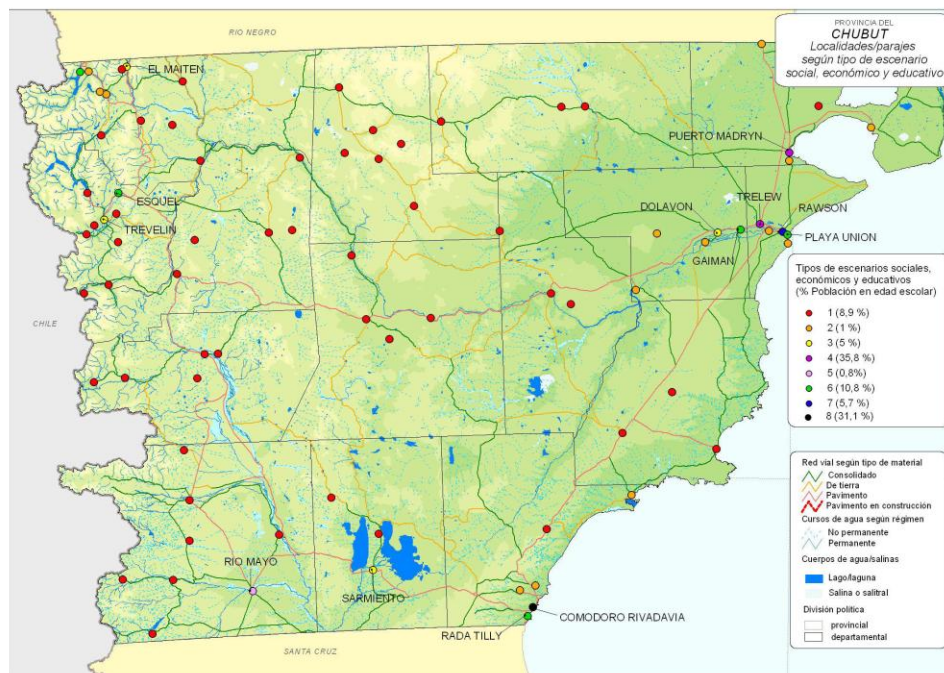 PROVINCIA DEL
CHUBUT
Localidades/parajes
según tipo de escenario
social, económico y educativo
RIO NEGRO
EL MAITEN
PUERTO MADRYN
ESQUEL
TREVELIN
DOLAVON
TRELEW
RAWSON
PLAYA UNION
GAIMAN
CHILE
RIO MAYO
SARMIENTO
COMODORO RIVADAVIA
RADA TILLY
SANTA CRUZ
Tipos de escenarios sociales,
económicos y educativos
(% Población en edad escolar)
1 (8,9 %)
2 (1 %)
3 (5 %)
4 (35,8 %)
5 (0,8%)
6 (10,8 %)
7 (5,7 %)
8 (31,1 %)
Red vial según tipo de material
Consolidado
De tierra
Pavimento
Pavimento en construcción
Cursos de agua según régimen
No permanente
Permanente
Cuerpos de agua/salinas
Lago/laguna
Salina o salitral
División política
provincial
departamental